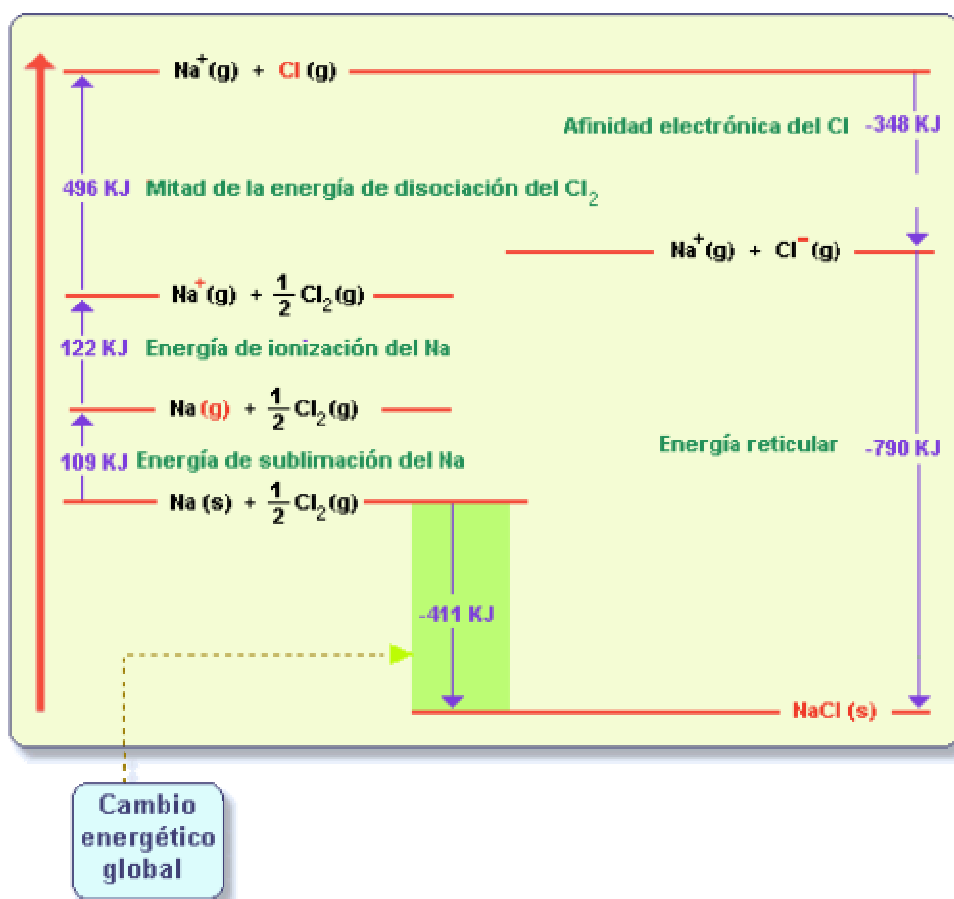 Na+(g) + Cl (g)
Afinidad electrónica del Cl -348 KJ
496 KJ Mitad de la energía de disociación del Cl2
Na+(g) + Cl-(g)
Na+(g) + 1/2 Cl2(g)
122 KJ Energía de ionización del Na
Na(g) + 1/2 Cl2(g)
Energía reticular -790 KJ
109 KJ Energía de sublimación del Na
Na(s) + 1/2 Cl2(g)
-411 KJ
NaCl(s)
Cambio
energético
global